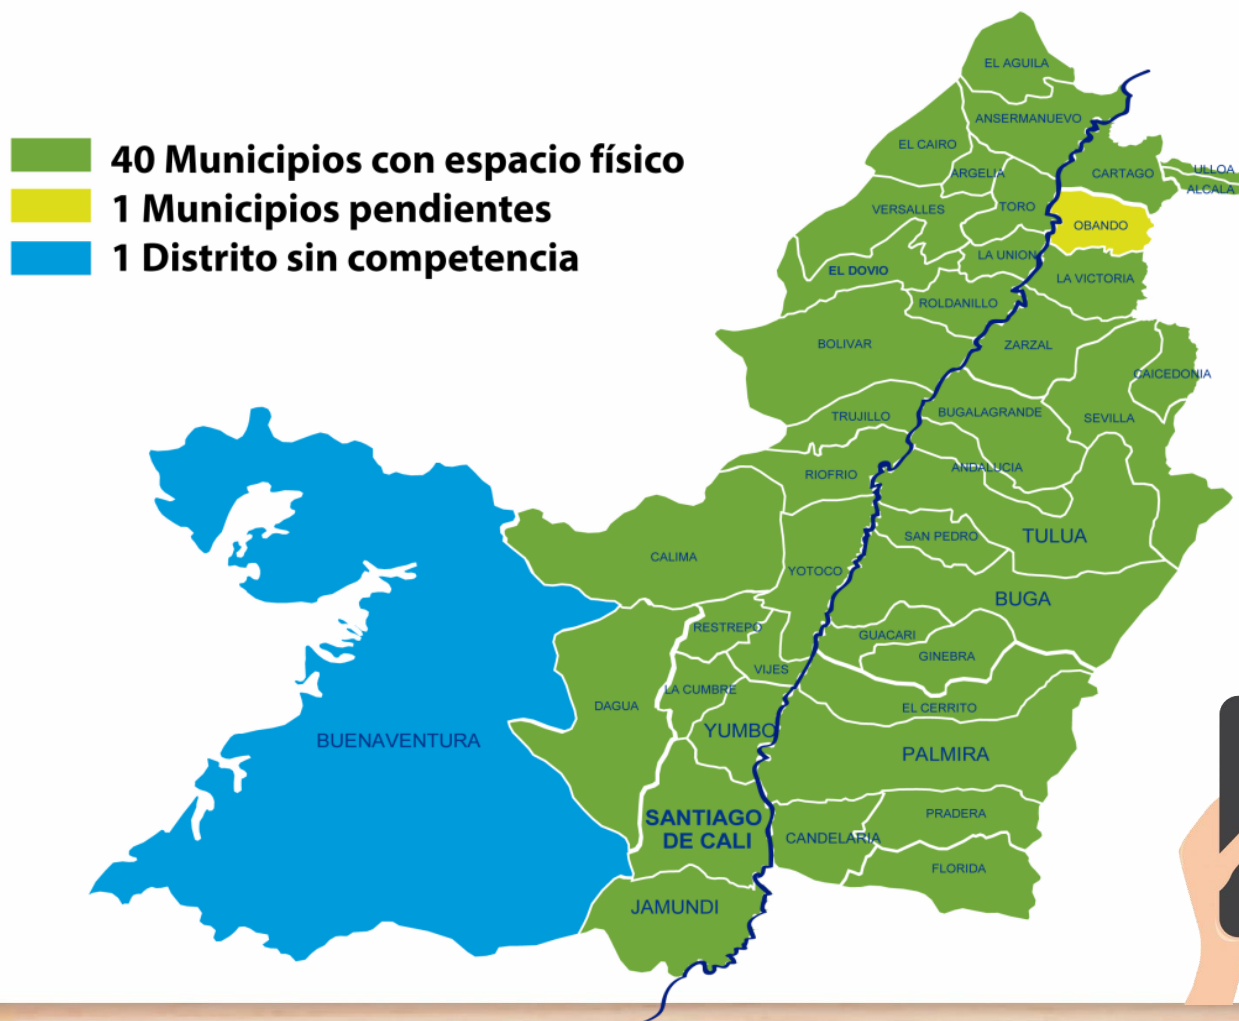 40 Municipios con espacio físico
1 Municipios pendientes
1 Distrito sin competencia
EL AGUILA
ANSERMANUEVO
EL CAIRO
ARGELIA
CARTAGO
ULLOA
ALCALA
VERSALLES
TORO
OBANDO
LA UNION
EL DOVIO
LA VICTORIA
ROLDANILLO
BOLIVAR
ZARZAL
CAICEDONIA
TRUJILLO
BUGALAGRANDE
SEVILLA
RIOFRIO
ANDALUCIA
SAN PEDRO
TULUA
CALIMA
YOTOCO
BUGA
RESTREPO
GUACARI
GINEBRA
VIJES
LA CUMBRE
DAGUA
EL CERRITO
YUMBO
BUENAVENTURA
PALMIRA
SANTIAGO
DE CALI
CANDELARIA
PRADERA
FLORIDA
JAMUNDI